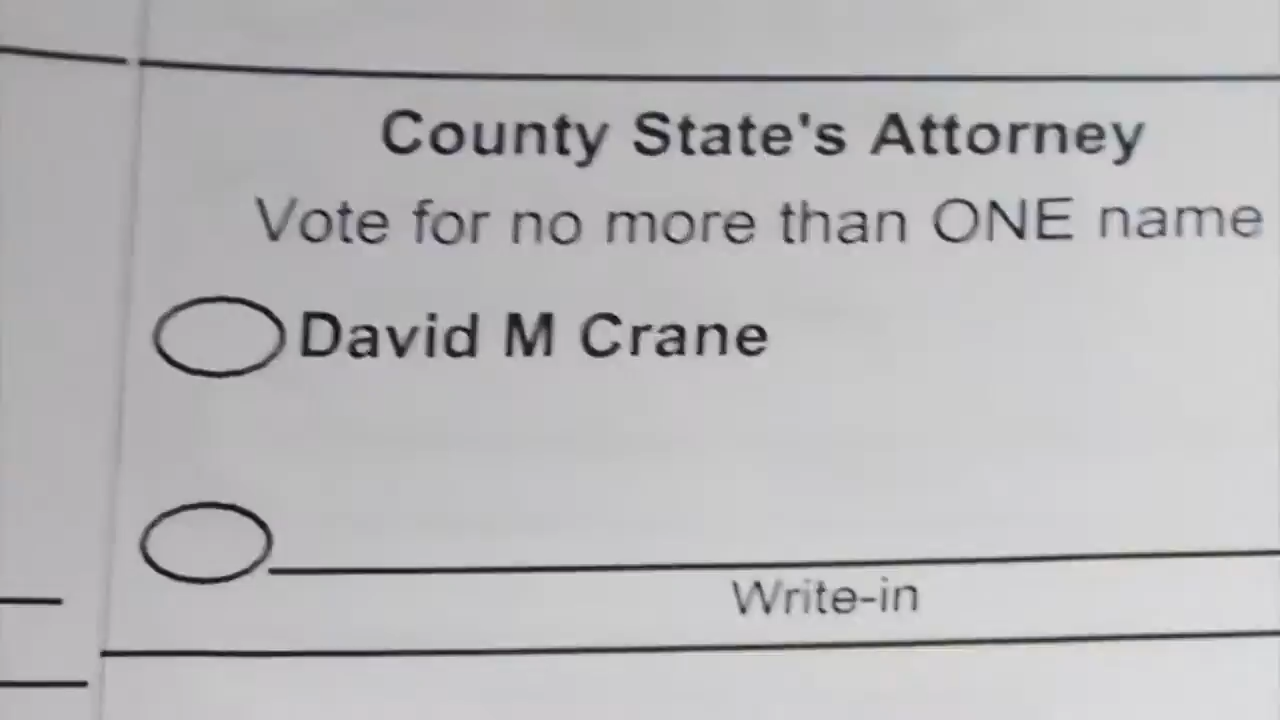 County State's Attorney
Vote for no more than ONE name
David M Crane
Write-in